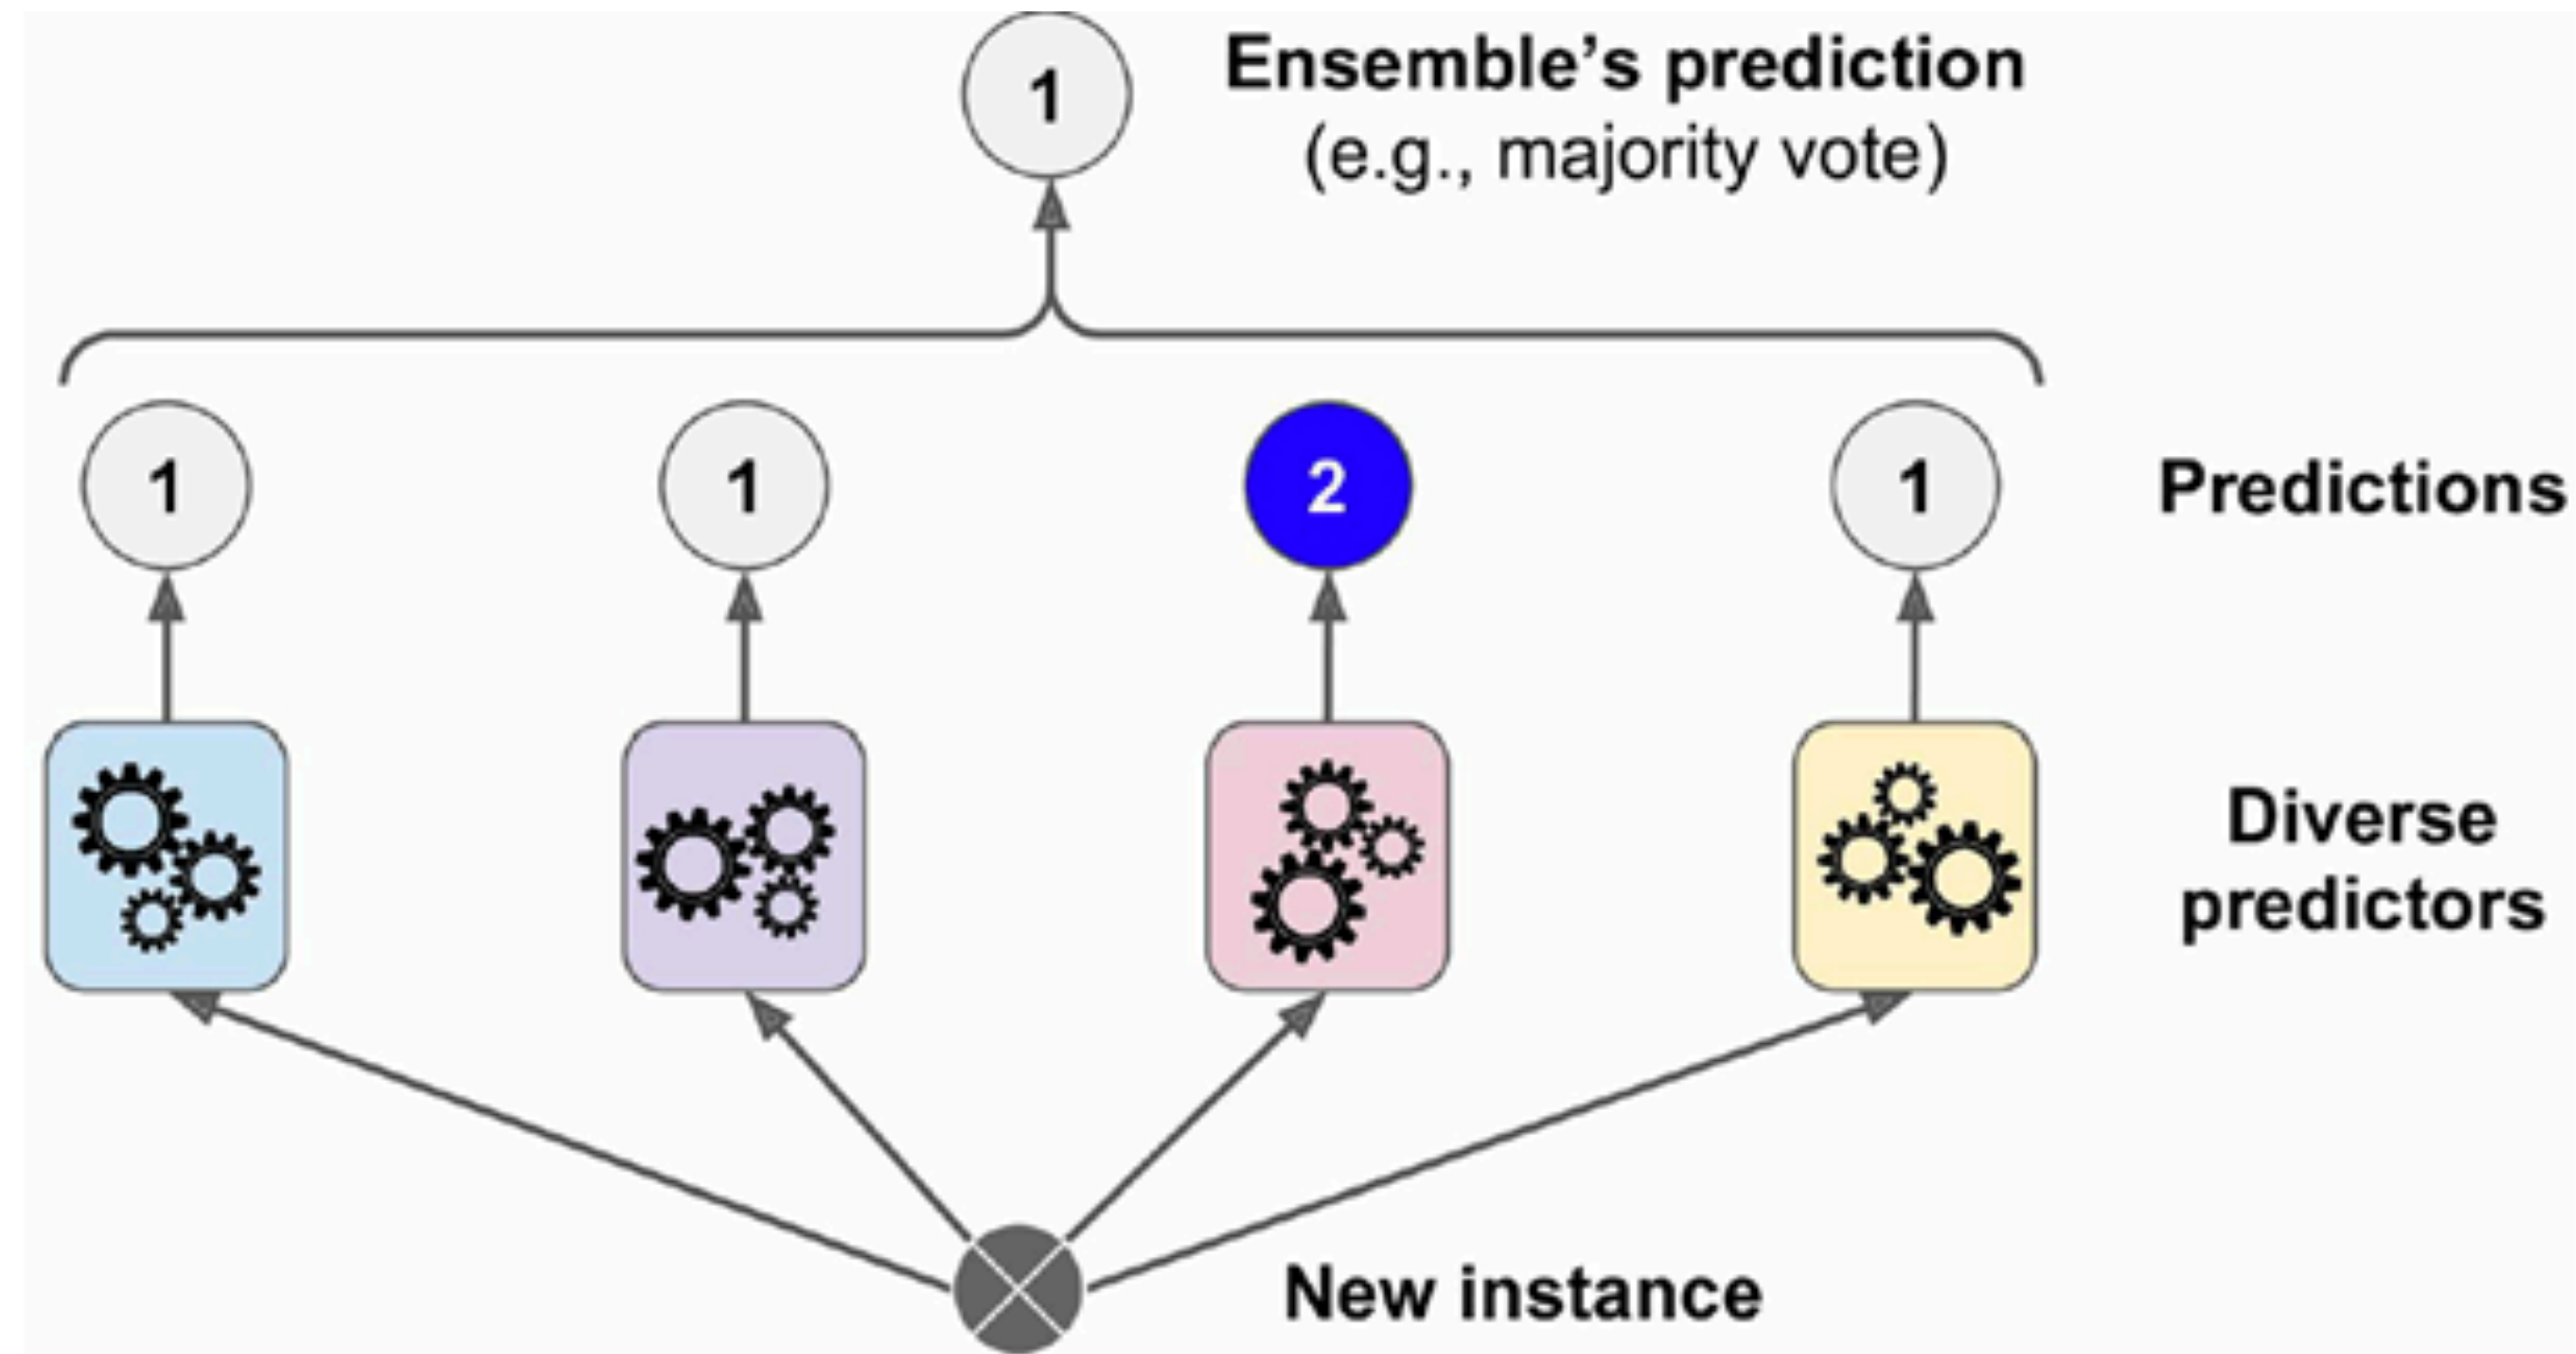 1
Ensemble’s prediction
(e.g., majority vote)
1 1 2 1 Predictions
Diverse
predictors
New instance